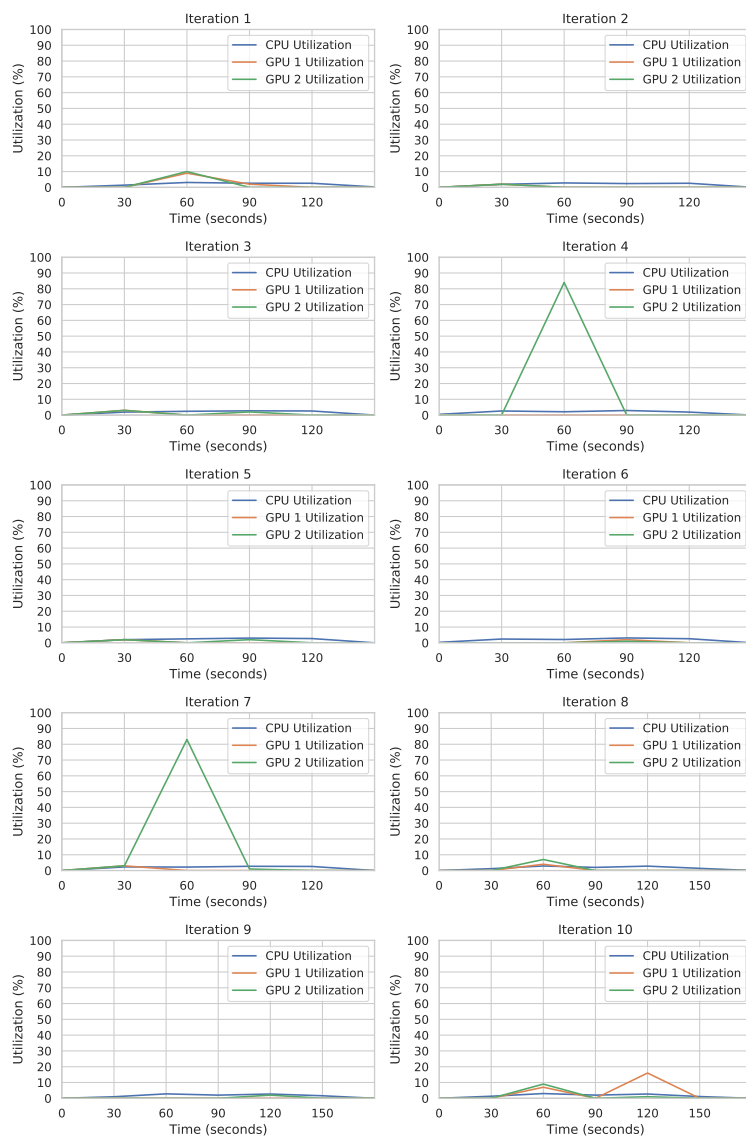 Iteration 1
Utilization (%)
100
90
80
70
60
50
40
30
20
10
0
CPU Utilization
GPU 1 Utilization
GPU 2 Utilization
0 30 60 90 120
Time (seconds)
Iteration 2
Utilization (%)
100
90
80
70
60
50
40
30
20
10
0
CPU Utilization
GPU 1 Utilization
GPU 2 Utilization
0 30 60 90 120
Time (seconds)
Iteration 3
Utilization (%)
100
90
80
70
60
50
40
30
20
10
0
CPU Utilization
GPU 1 Utilization
GPU 2 Utilization
0 30 60 90 120
Time (seconds)
Iteration 4
Utilization (%)
100
90
80
70
60
50
40
30
20
10
0
CPU Utilization
GPU 1 Utilization
GPU 2 Utilization
0 30 60 90 120
Time (seconds)
Iteration 5
Utilization (%)
100
90
80
70
60
50
40
30
20
10
0
CPU Utilization
GPU 1 Utilization
GPU 2 Utilization
0 30 60 90 120
Time (seconds)
Iteration 6
Utilization (%)
100
90
80
70
60
50
40
30
20
10
0
CPU Utilization
GPU 1 Utilization
GPU 2 Utilization
0 30 60 90 120
Time (seconds)
Iteration 7
Utilization (%)
100
90
80
70
60
50
40
30
20
10
0
CPU Utilization
GPU 1 Utilization
GPU 2 Utilization
0 30 60 90 120
Time (seconds)
Iteration 8
Utilization (%)
100
90
80
70
60
50
40
30
20
10
0
CPU Utilization
GPU 1 Utilization
GPU 2 Utilization
0 30 60 90 120 150
Time (seconds)
Iteration 9
Utilization (%)
100
90
80
70
60
50
40
30
20
10
0
CPU Utilization
GPU 1 Utilization
GPU 2 Utilization
0 30 60 90 120 150
Time (seconds)
Iteration 10
Utilization (%)
100
90
80
70
60
50
40
30
20
10
0
CPU Utilization
GPU 1 Utilization
GPU 2 Utilization
0 30 60 90 120 150
Time (seconds)